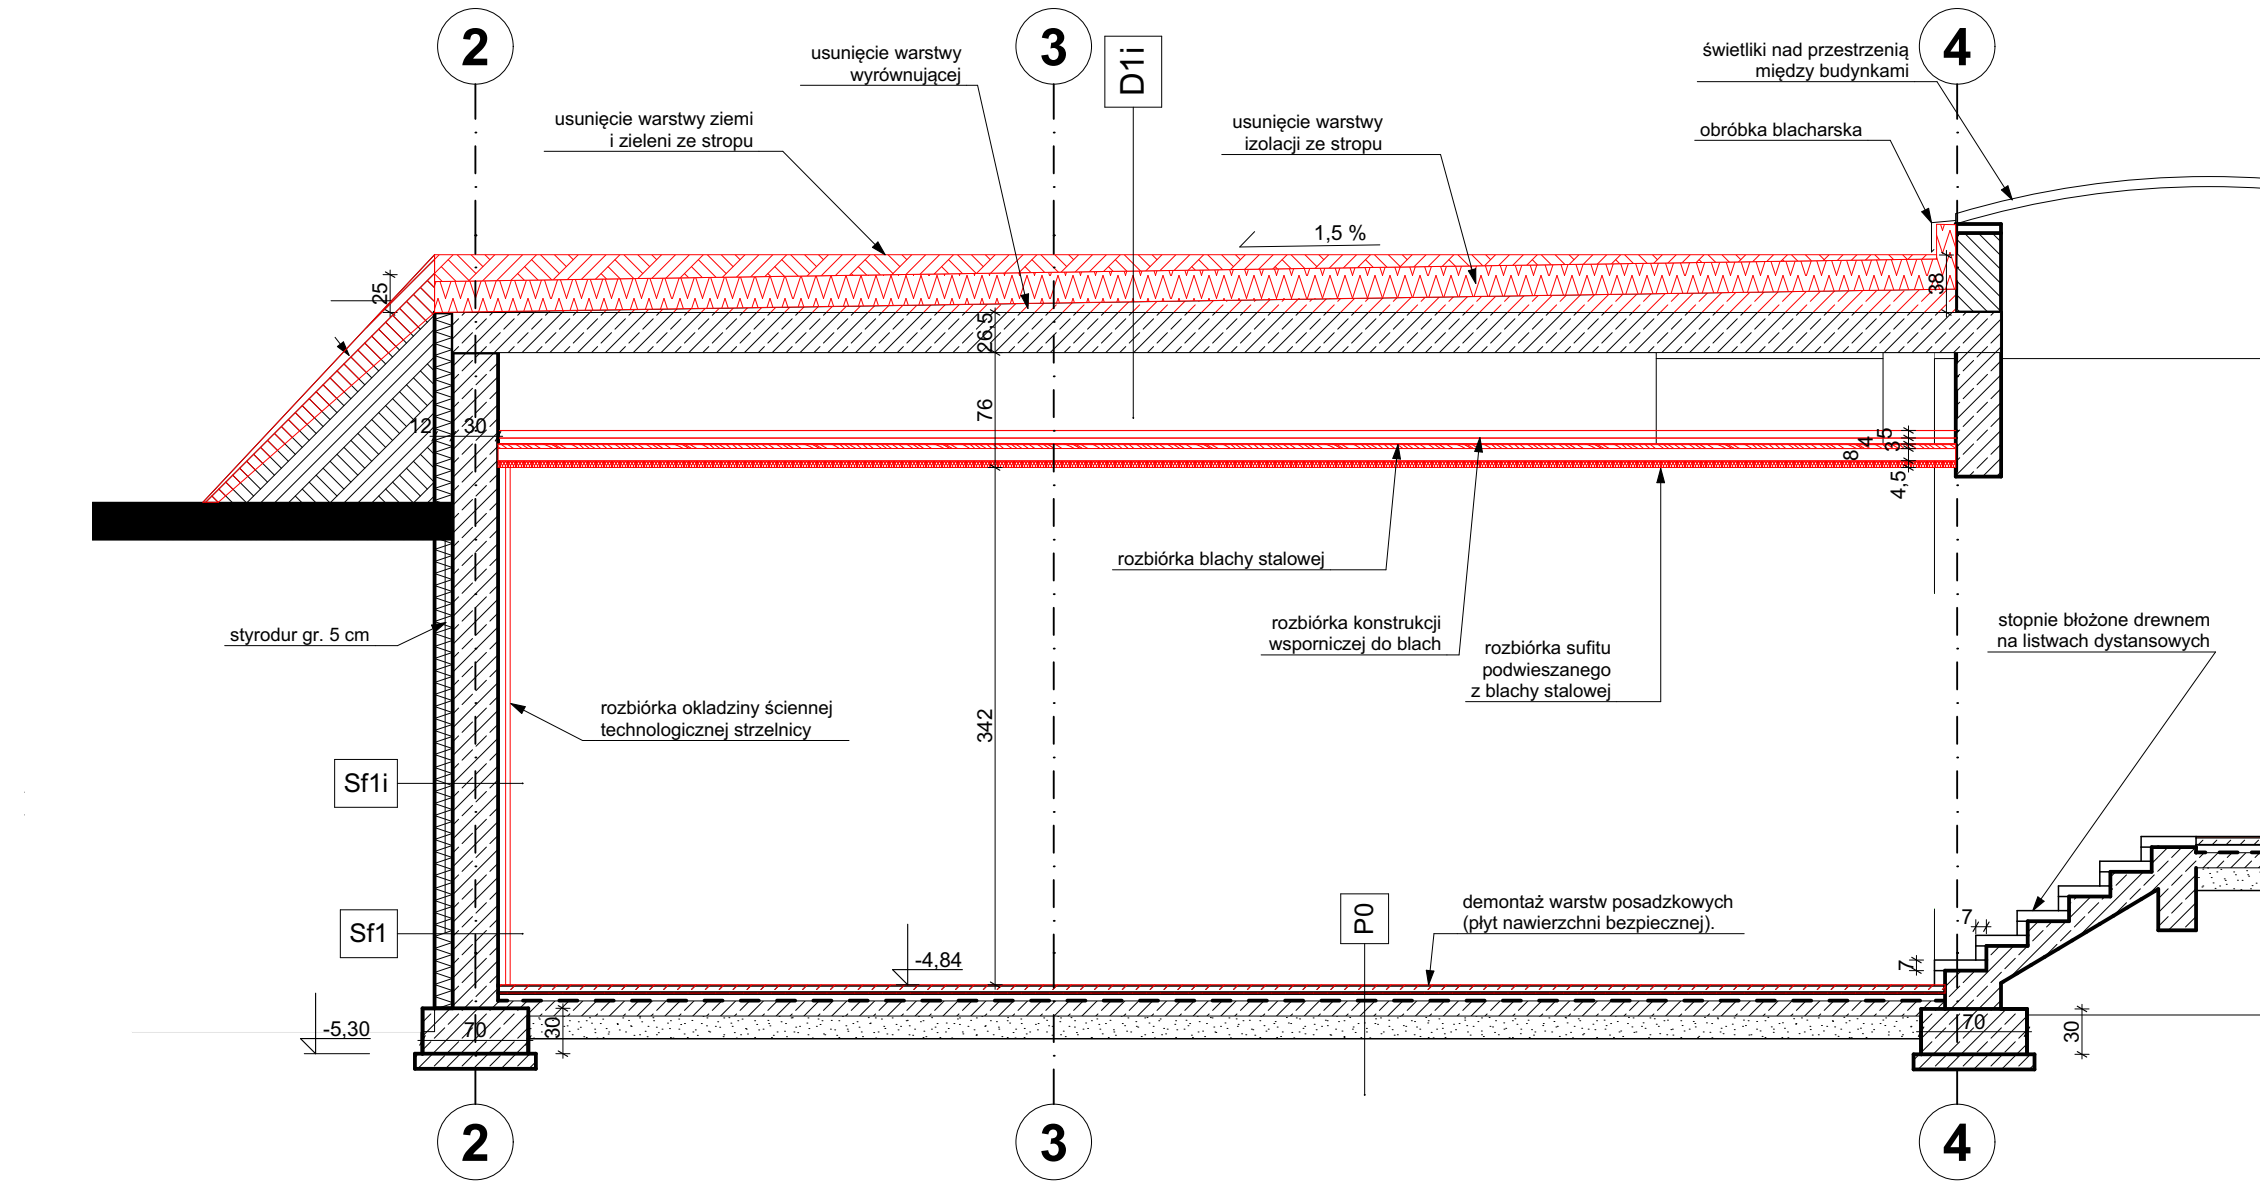 2
3
4
D1i
usunięcie warstwy
wyrównującej
świetliki nad przestrzenią
między budynkami
usunięcie warstwy ziemi
i zieleni ze stropu
usunięcie warstwy
izolacji ze stropu
obróbka blacharska
1,5 %
25
38
26,5
76
12
30
5
4
3
8
4,5
rozbiórka blachy stalowej
rozbiórka konstrukcji
wsporniczej do blach
rozbiórka sufitu
podwieszanego
z blachy stalowej
stopnie błożone drewnem
na listwach dystansowych
styrodur gr. 5 cm
rozbiórka okladziny ściennej
technologicznej strzelnicy
342
Sf1i
Sf1
P0
demontaż warstw posadzkowych
(płyt nawierzchni bezpiecznej).
7
7
-4,84
-5,30
70
30
70
30
2
3
4